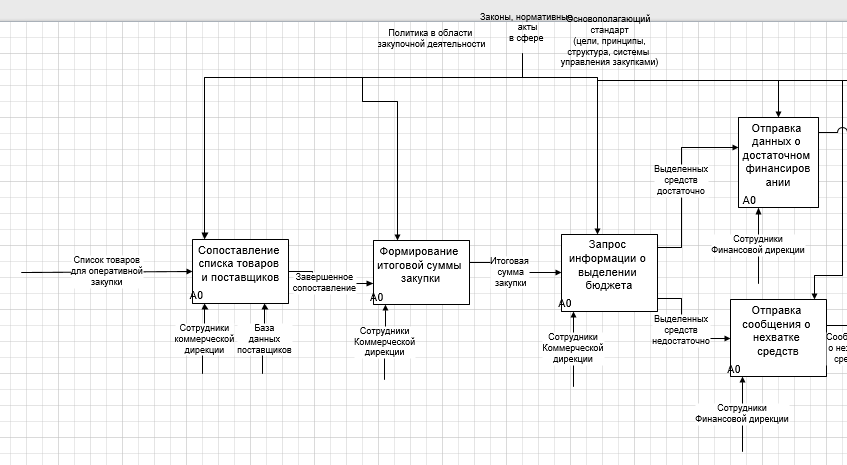 Политика в области
закупочной деятельности
Законы, нормативные
акты
в сфере
основополагающий
стандарт
(цели, принципы,
структура, системы
управления закупками)
Список товаров
для оперативной
закупки
Сопоставление
списка товаров
и поставщиков
A0
Сотрудники
коммерческой
дирекции
База
данных
поставщиков
Завершенное
сопоставление
Формирование
итоговой суммы
закупки
A0
Сотрудники
Коммерческой
дирекции
Итоговая
сумма
закупки
Запрос
информации о
выделении
бюджета
A0
Сотрудники
Коммерческой
дирекции
Выделенных
средств
достаточно
Отправка
данных о
достаточном
финансиров
ании
A0
Сотрудники
Финансовой дирекции
Выделенных
средств
недостаточно
Отправка
сообщения о
нехватке
средств
A0
Сотрудники
Финансовой дирекции